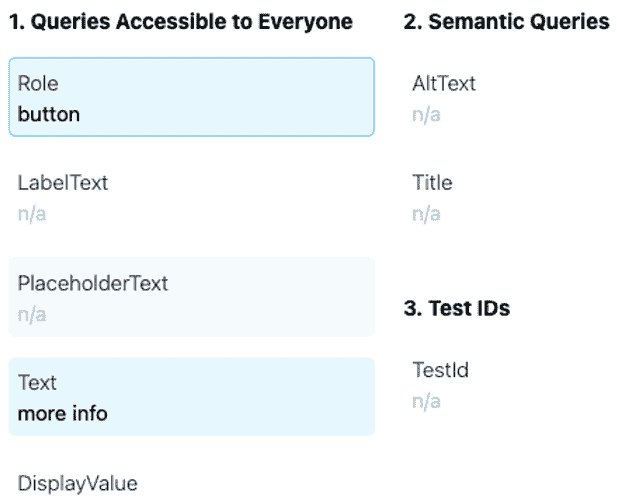 1. Queries Accessible to Everyone
Role
button
LabelText
n/a
PlaceholderText
n/a
Text
more info
DisplayValue
2. Semantic Queries
AltText
n/a
Title
n/a
3. Test IDs
TestId
n/a